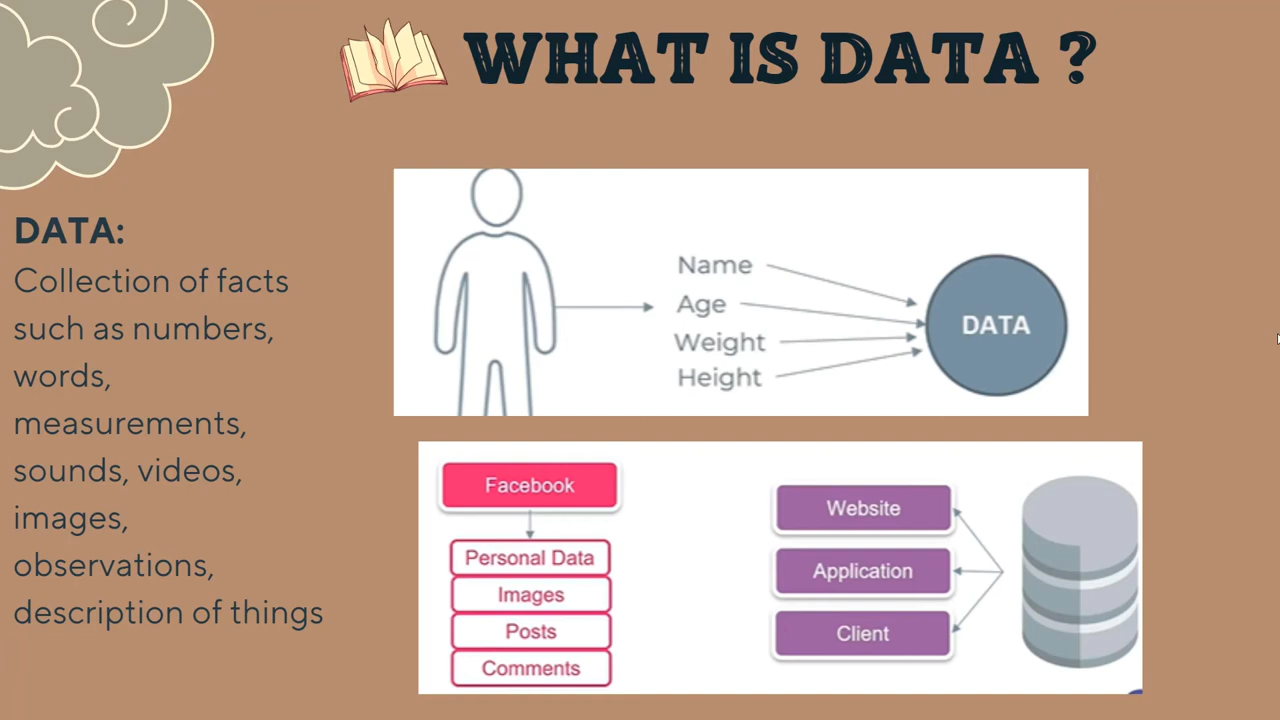 WHAT IS DATA ?
DATA:
Collection of facts
such as numbers,
words,
measurements,
sounds, videos,
images,
observations,
description of things
Name
Age
Weight
Height
DATA
Facebook
Personal Data
Images
Posts
Comments
Website
Application
Client